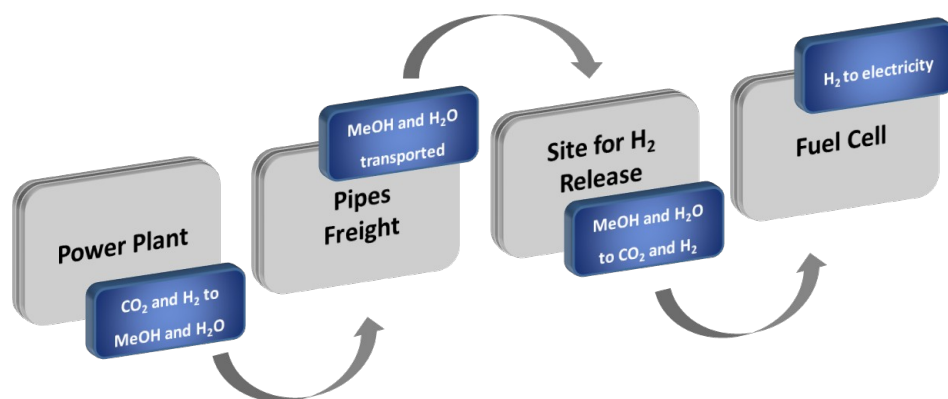 Power Plant
CO₂ and H₂ to
MeOH and H₂O
MeOH and H₂O
transported
Pipes
Freight
Site for H₂
Release
MeOH and H₂O
to CO₂ and H₂
H₂ to electricity
Fuel Cell